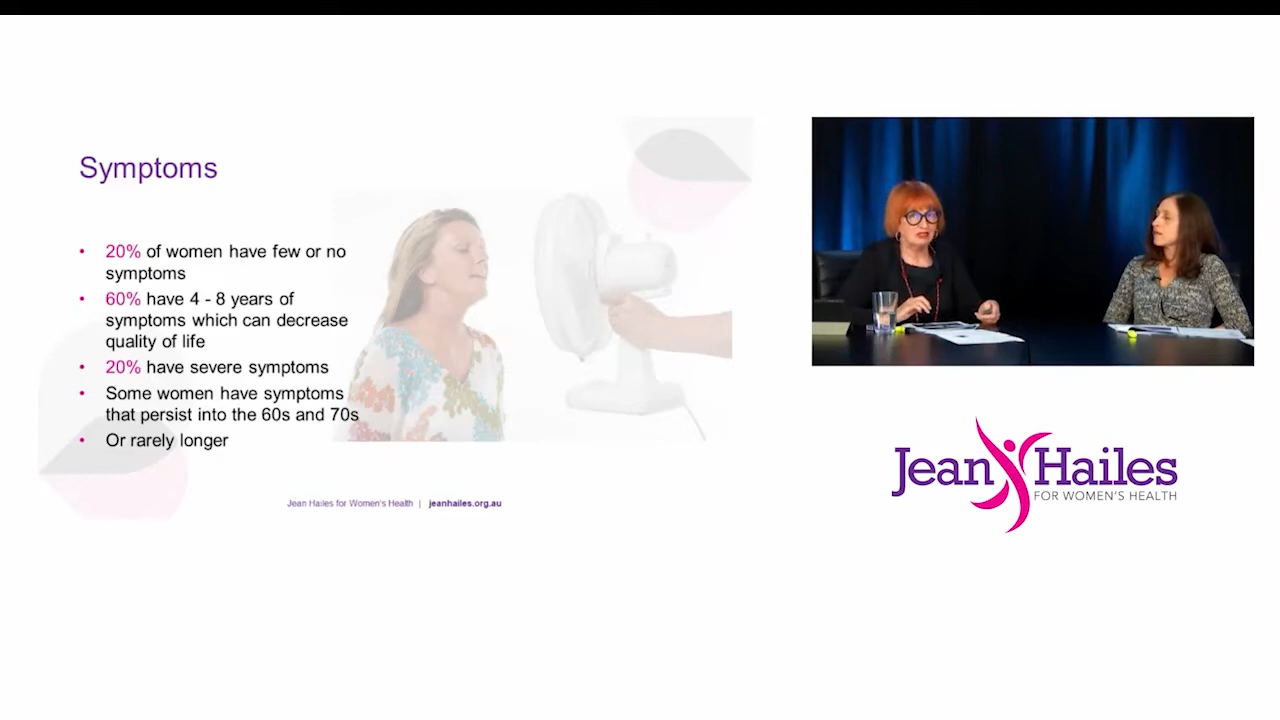 Symptoms
• 20% of women have few or no
symptoms
• 60% have 4 - 8 years of
symptoms which can decrease
quality of life
• 20% have severe symptoms
• Some women have symptoms
that persist into the 60s and 70s
• Or rarely longer
Jean Hailes for Women's Health | jeanhailes.org.au
Jean Hailes
FOR WOMEN'S HEALTH